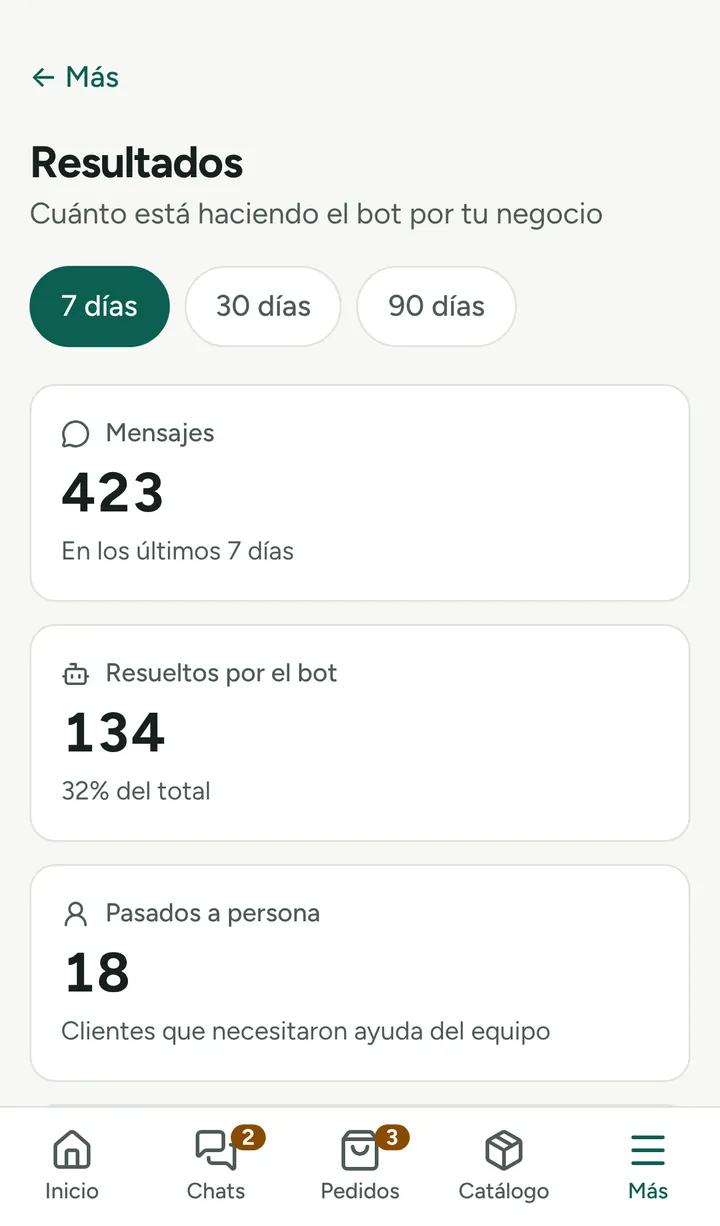 ← Más
Resultados
Cuánto está haciendo el bot por tu negocio
7 días 30 días 90 días
Mensajes
423
En los últimos 7 días
Resueltos por el bot
134
32% del total
Pasados a persona
18
Clientes que necesitaron ayuda del equipo
2 3
Inicio Chats Pedidos Catálogo Más